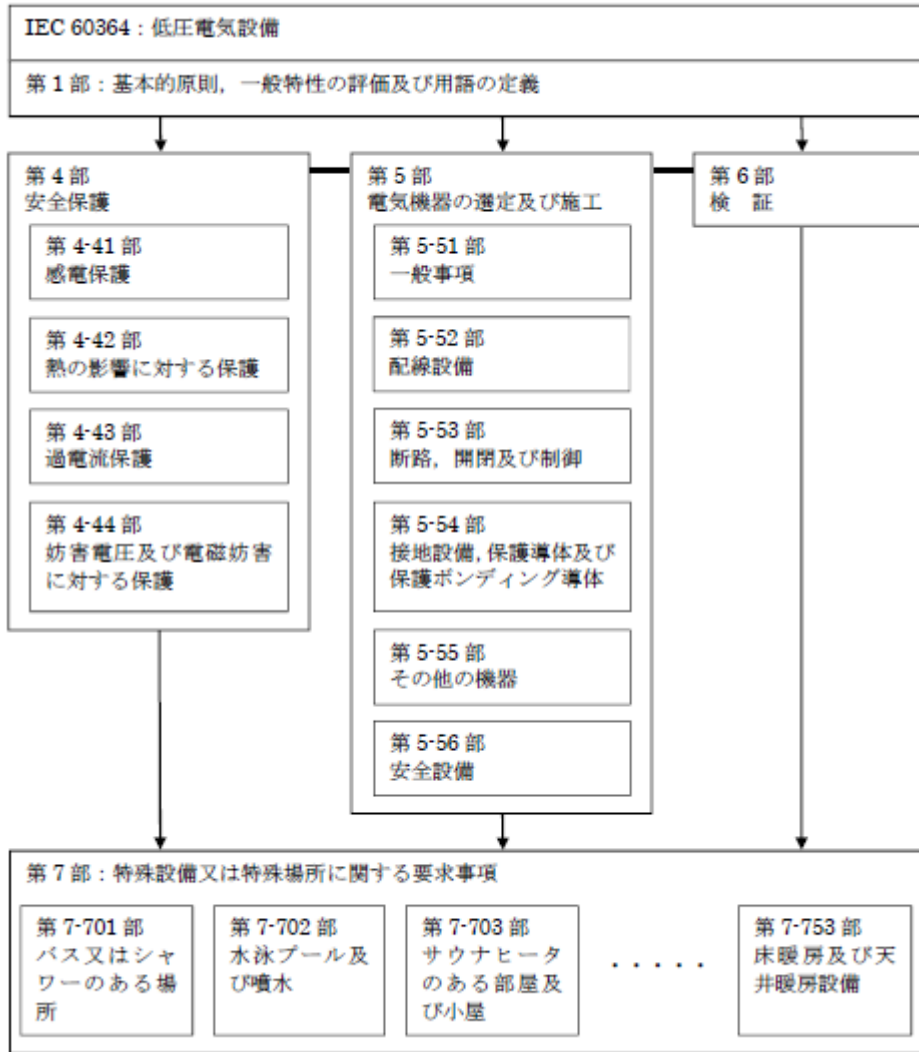 IEC 60364：低圧電気設備
第1部：基本的原則，一般特性の評価及び用語の定義
第4部
安全保護
第4-41部
感電保護
第4-42部
熱の影響に対する保護
第4-43部
過電流保護
第4-44部
妨害電圧及び電磁妨害
に対する保護
第5部
電気機器の選定及び施工
第5-51部
一般事項
第5-52部
配線設備
第5-53部
断路，開閉及び制御
第5-54部
接地設備，保護導体及び
保護ボンディング導体
第5-55部
その他の機器
第5-56部
安全設備
第6部
検　証
第7部：特殊設備又は特殊場所に関する要求事項
第7-701部
バス又はシャ
ワーのある場
所
第7-702部
水泳プール及
び噴水
第7-703部
サウナヒータ
のある部屋及
び小屋
・・・・・
第7-753部
床暖房及び天
井暖房設備